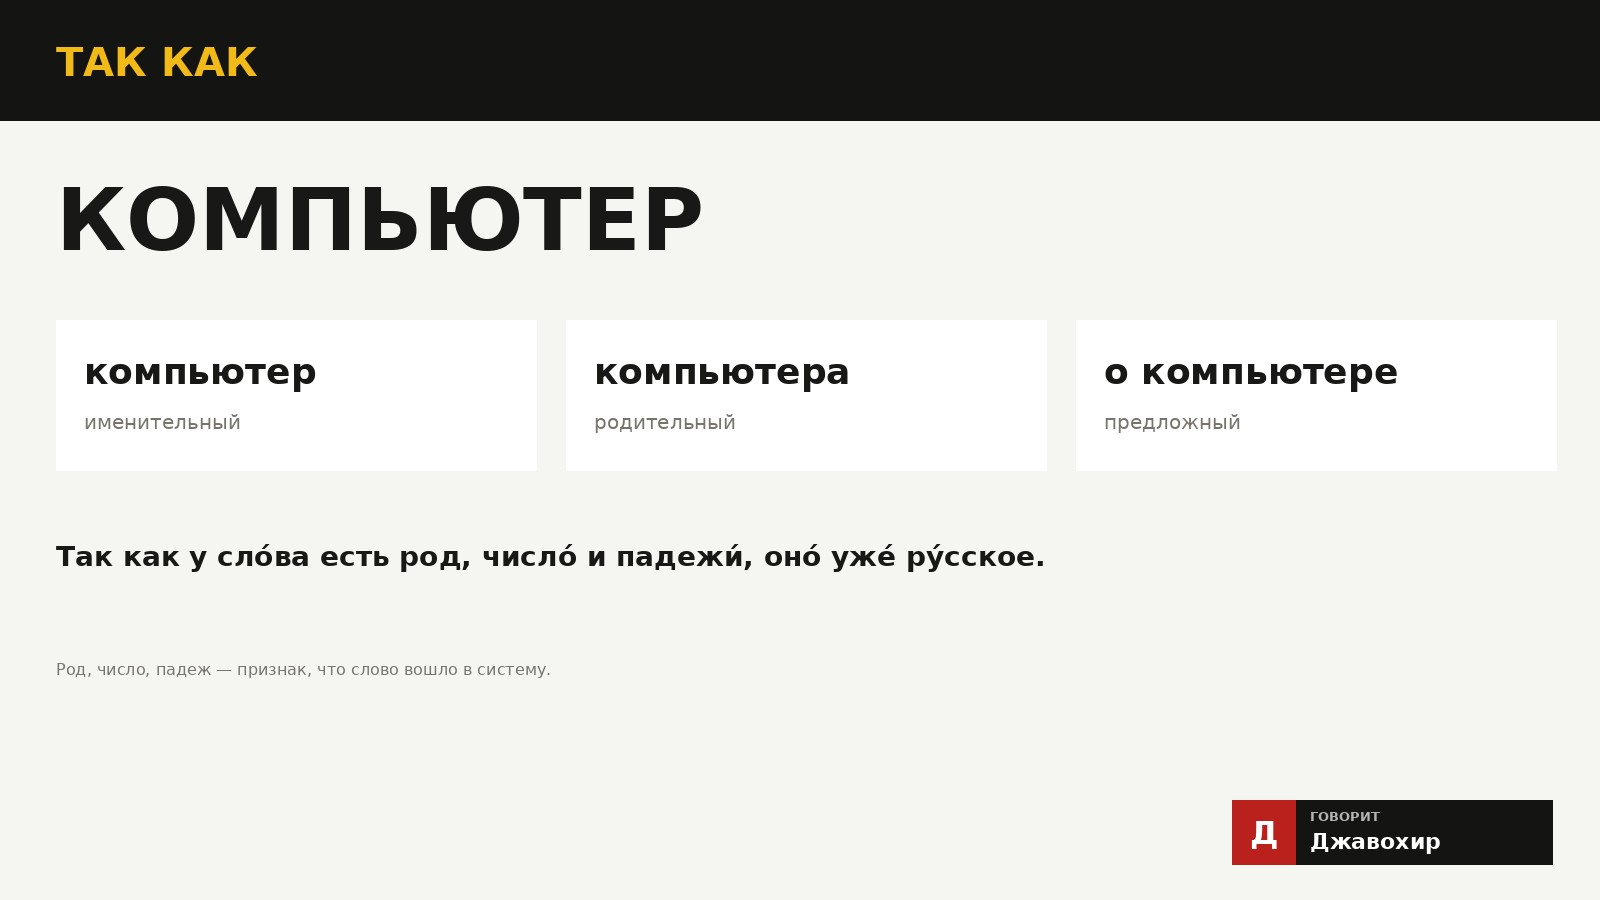 ТАК КАК
КОМПЬЮТЕР
компьютер
именительный
компьютера
родительный
о компьютере
предложный
Так как у сло́ва есть род, число́ и падежи́, оно́ уже́ ру́сское.
Род, число, падеж — признак, что слово вошло в систему.
Д
ГОВОРИТ
Джавохир